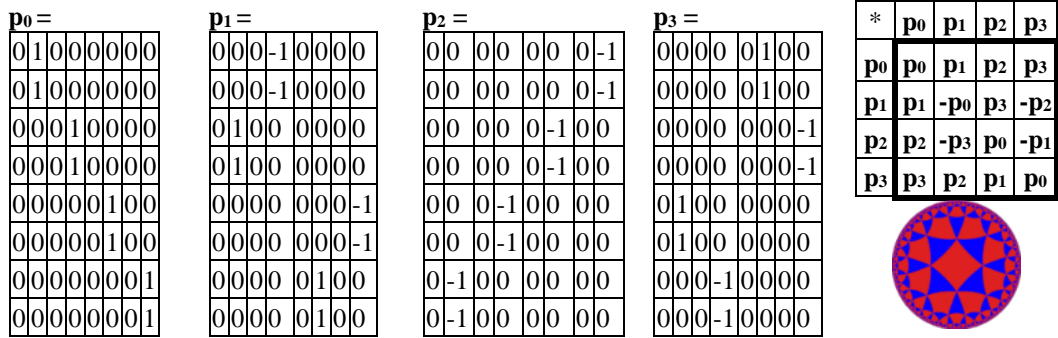 p0 =
0 1 0 0 0 0 0 0
0 1 0 0 0 0 0 0
0 0 0 1 0 0 0 0
0 0 0 1 0 0 0 0
0 0 0 0 0 1 0 0
0 0 0 0 0 1 0 0
0 0 0 0 0 0 0 1
0 0 0 0 0 0 0 1
p1 =
0 0 0 -1 0 0 0 0
0 0 0 -1 0 0 0 0
0 1 0 0 0 0 0 0
0 1 0 0 0 0 0 0
0 0 0 0 0 0 0 -1
0 0 0 0 0 0 0 -1
0 0 0 0 0 1 0 0
0 0 0 0 0 1 0 0
p2 =
0 0 0 0 0 0 0 -1
0 0 0 0 0 0 0 -1
0 0 0 0 0 -1 0 0
0 0 0 0 0 -1 0 0
0 0 0 -1 0 0 0 0
0 0 0 -1 0 0 0 0
0 -1 0 0 0 0 0 0
0 -1 0 0 0 0 0 0
p3 =
0 0 0 0 0 1 0 0
0 0 0 0 0 1 0 0
0 0 0 0 0 0 0 -1
0 0 0 0 0 0 0 -1
0 1 0 0 0 0 0 0
0 1 0 0 0 0 0 0
0 0 0 -1 0 0 0 0
0 0 0 -1 0 0 0 0
* p0 p1 p2 p3
p0 p0 p1 p2 p3
p1 p1 -p0 p3 -p2
p2 p2 -p3 p0 -p1
p3 p3 p2 p1 p0